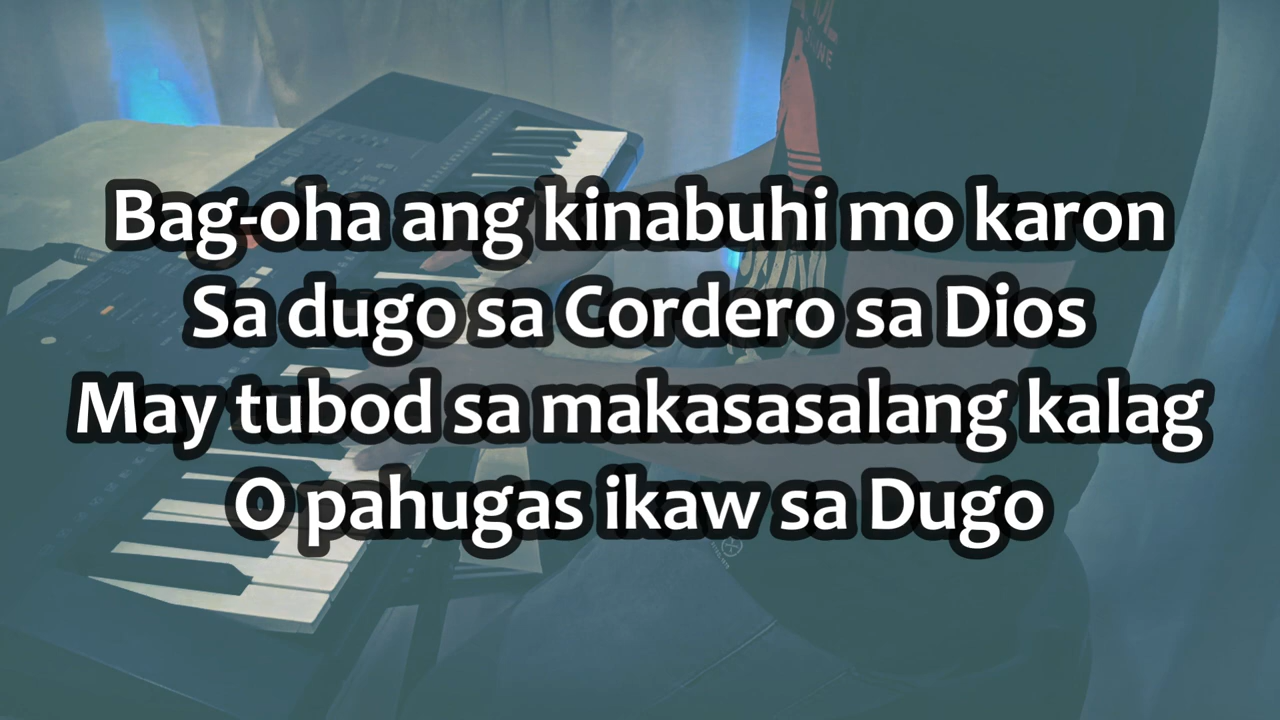 Bag-oha ang kinabuhi mo karon
Sa dugo sa Cordero sa Dios
May tubod sa makasasalang kalag
O pahugas ikaw sa Dugo